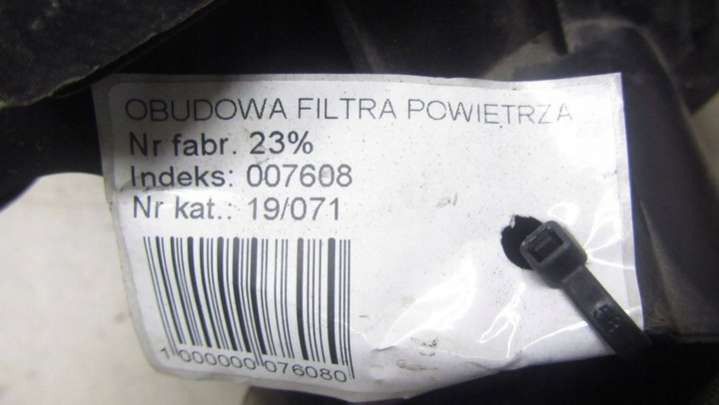 OBUDOWA FILTRA POWIETRZA
Nr fabr. 23%
Indeks: 007608
Nr kat.: 19/071
1 000000 076080